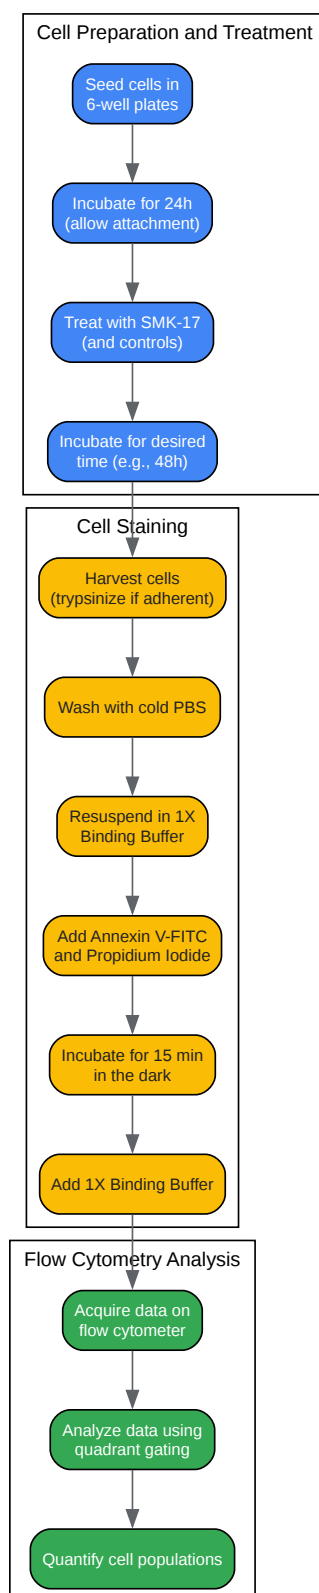 Cell Preparation and Treatment
Seed cells in
6-well plates
Incubate for 24h
(allow attachment)
Treat with SMK-17
(and controls)
Incubate for desired
time (e.g., 48h)
Cell Staining
Harvest cells
(trypsinize if adherent)
Wash with cold PBS
Resuspend in 1X
Binding Buffer
Add Annexin V-FITC
and Propidium Iodide
Incubate for 15 min
in the dark
Add 1X Binding Buffer
Flow Cytometry Analysis
Acquire data on
flow cytometer
Analyze data using
quadrant gating
Quantify cell populations